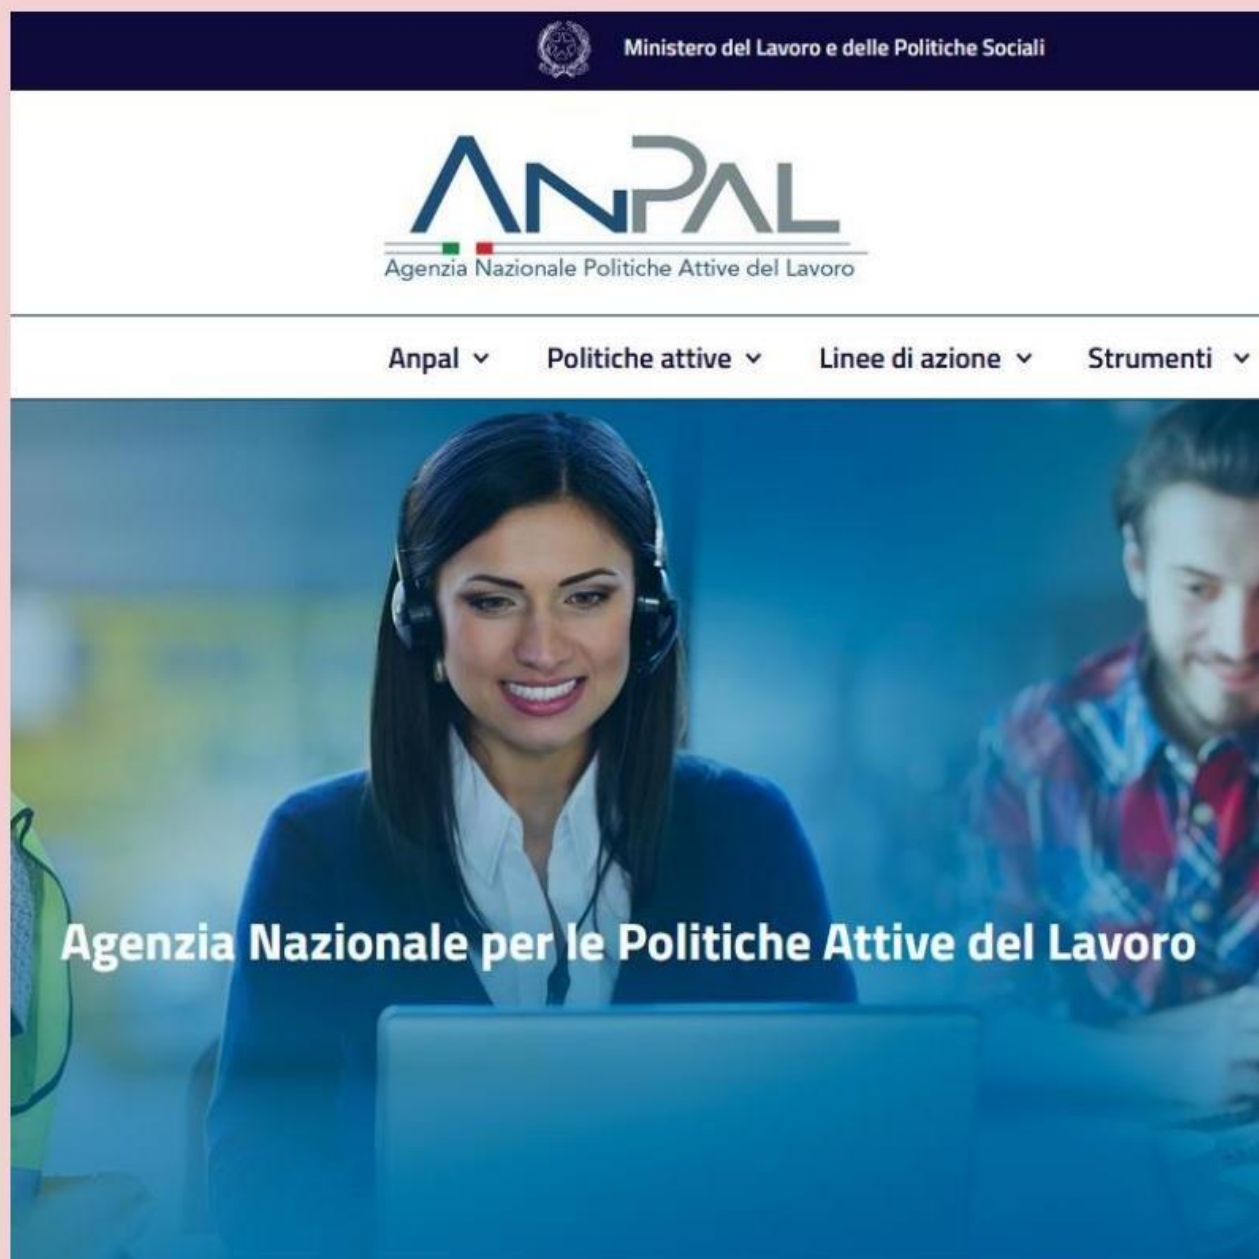 Ministero del Lavoro e delle Politiche Sociali
ANPAL
Agenzia Nazionale Politiche Attive del Lavoro
Anpal Politiche attive Linee di azione Strumenti
Agenzia Nazionale per le Politiche Attive del Lavoro